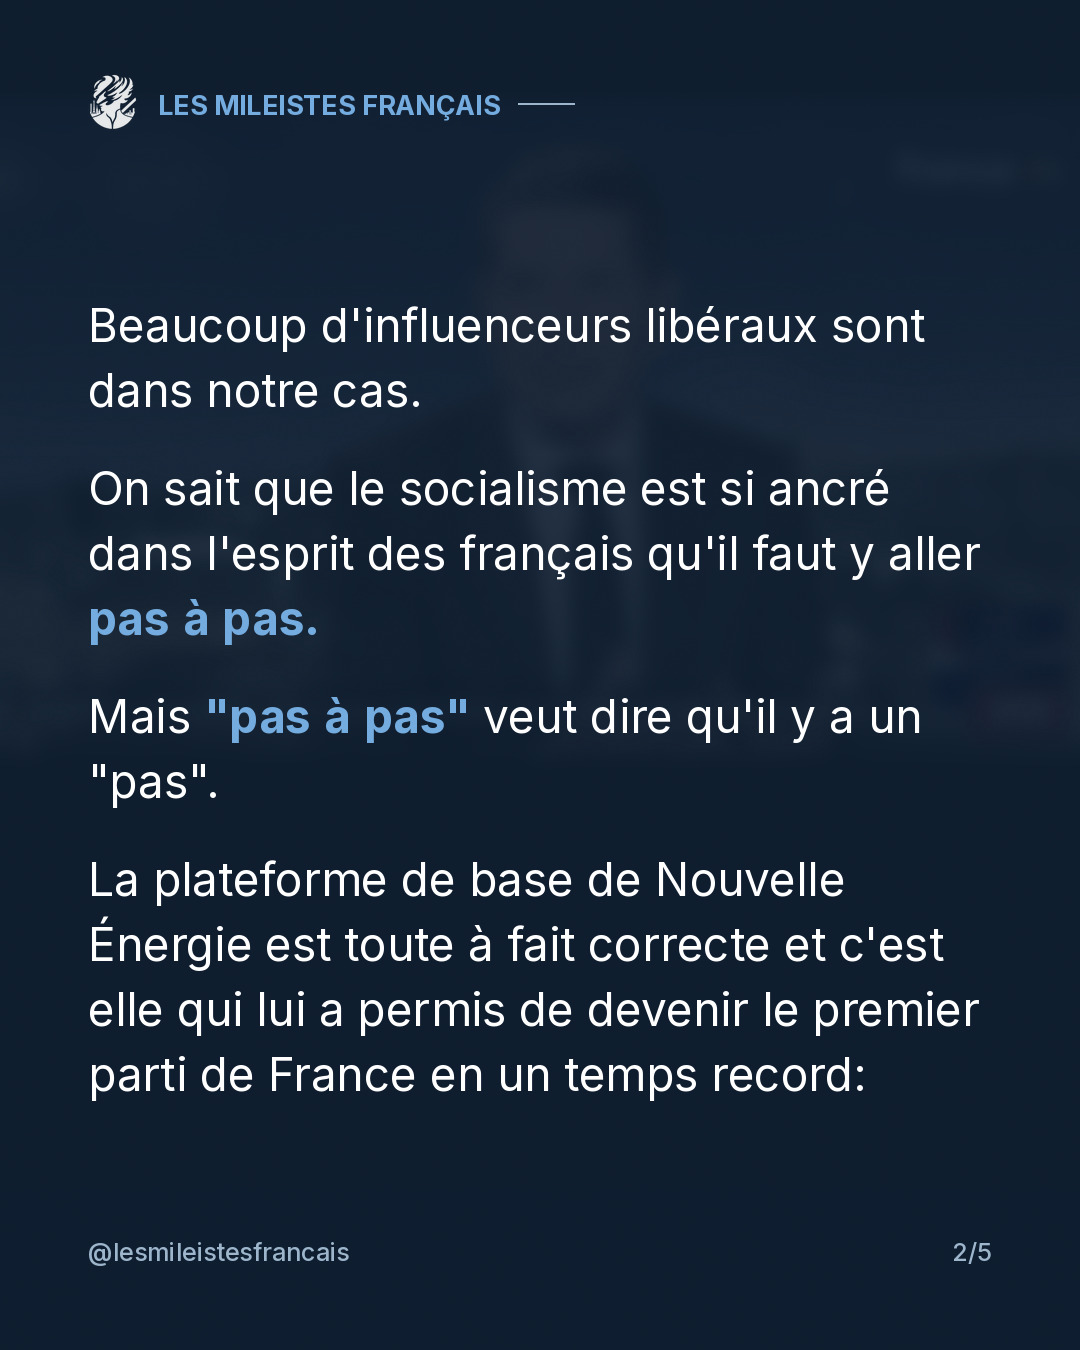 LES MILEISTES FRANÇAIS
Beaucoup d'influenceurs libéraux sont
dans notre cas.
On sait que le socialisme est si ancré
dans l'esprit des français qu'il faut y aller
pas à pas.
Mais "pas à pas" veut dire qu'il y a un
"pas".
La plateforme de base de Nouvelle
Énergie est toute à fait correcte et c'est
elle qui lui a permis de devenir le premier
parti de France en un temps record:
@lesmileistesfrancais
2/5